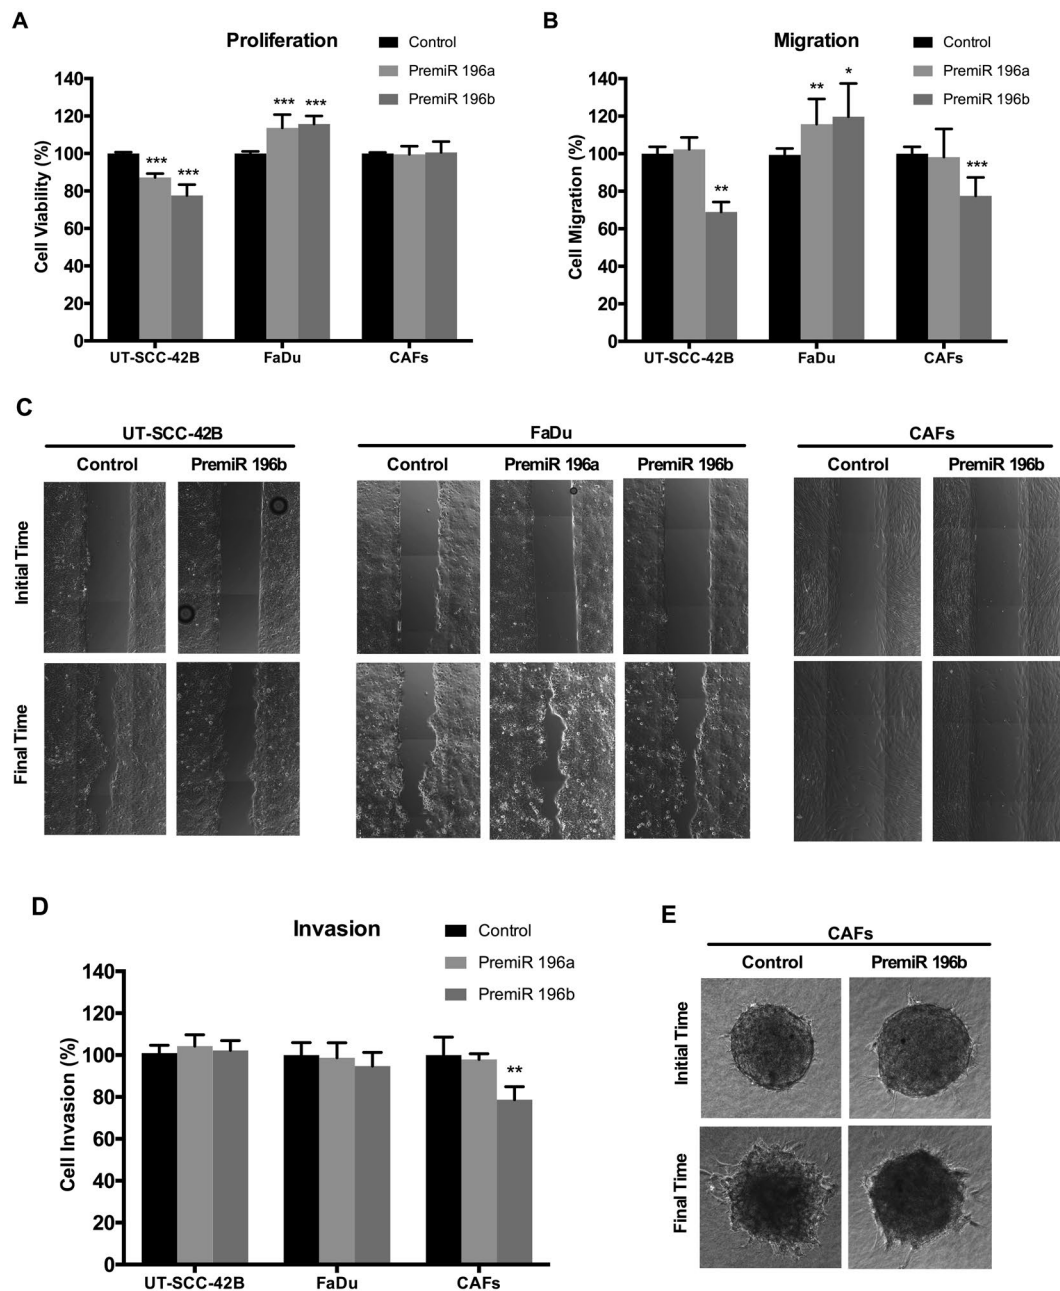 A
Proliferation
Control
PremiR 196a
PremiR 196b
140
120
100
80
60
40
20
0
Cell Viability (%)
***
***
***
***
UT-SCC-42B
FaDu
CAFs
B
Migration
Control
PremiR 196a
PremiR 196b
140
120
100
80
60
40
20
0
Cell Migration (%)
**
**
*
***
UT-SCC-42B
FaDu
CAFs
C
UT-SCC-42B
FaDu
CAFs
Control
PremiR 196b
Control
PremiR 196a
PremiR 196b
Control
PremiR 196b
Initial Time
Final Time
D
Invasion
Control
PremiR 196a
PremiR 196b
140
120
100
80
60
40
20
0
Cell Invasion (%)
**
UT-SCC-42B
FaDu
CAFs
E
CAFs
Control
PremiR 196b
Initial Time
Final Time